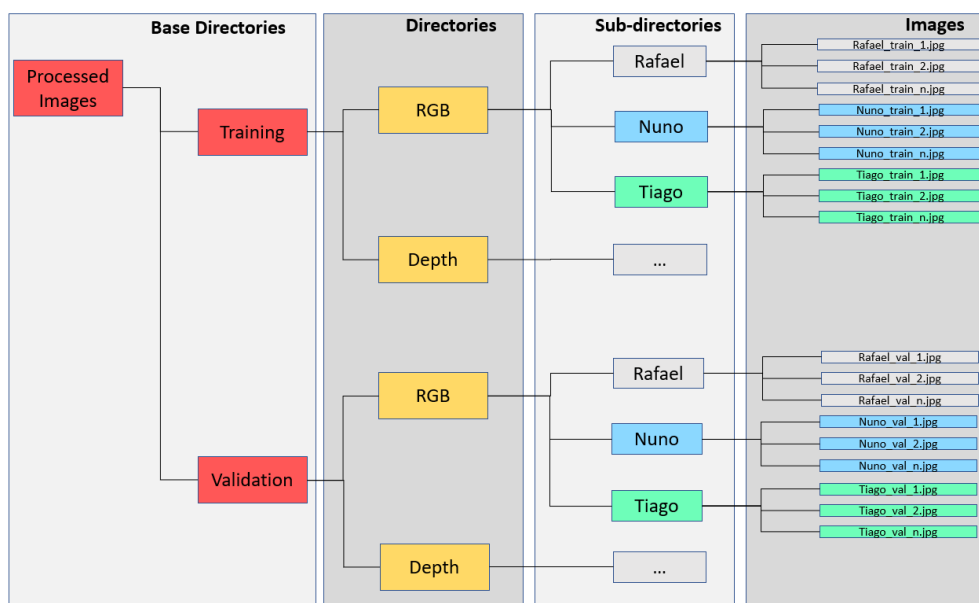 Base Directories
Directories
Sub-directories
Images
Processed
Images
Training
RGB
Rafael
Rafael_train_1.jpg
Rafael_train_2.jpg
Rafael_train_n.jpg
Nuno
Nuno_train_1.jpg
Nuno_train_2.jpg
Nuno_train_n.jpg
Tiago
Tiago_train_1.jpg
Tiago_train_2.jpg
Tiago_train_n.jpg
Depth
...
Validation
RGB
Rafael
Rafael_val_1.jpg
Rafael_val_2.jpg
Rafael_val_n.jpg
Nuno
Nuno_val_1.jpg
Nuno_val_2.jpg
Nuno_val_n.jpg
Tiago
Tiago_val_1.jpg
Tiago_val_2.jpg
Tiago_val_n.jpg
Depth
...